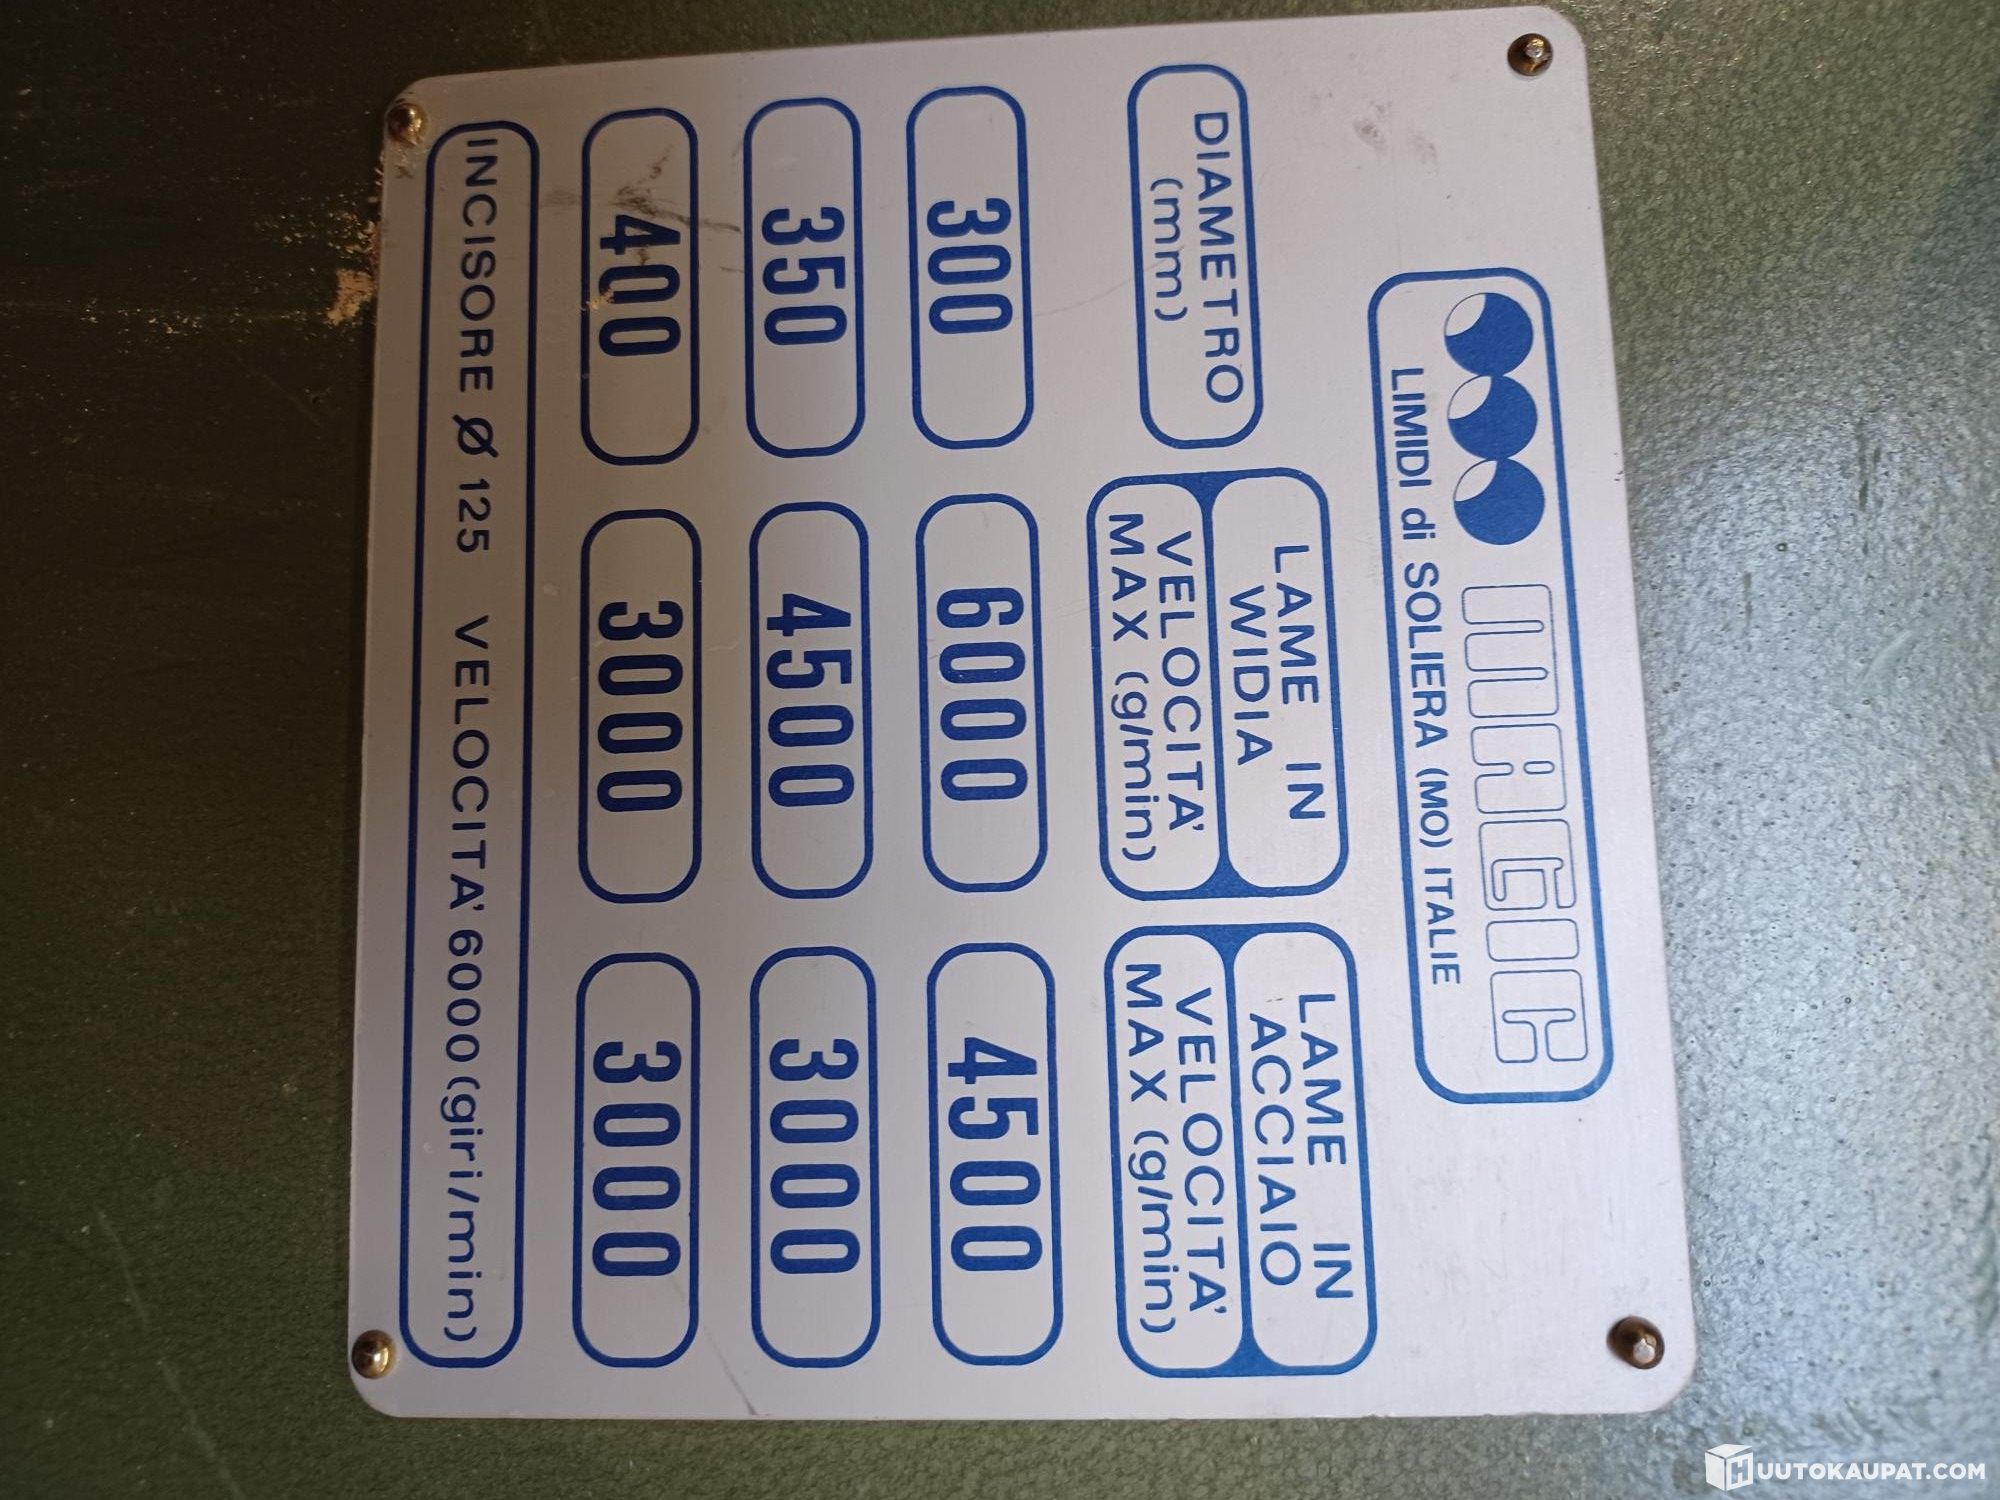 MAGIC
LIMIDI di SOLIERA (MO) ITALIE
DIAMETRO
(mm)
LAME IN
WIDIA
VELOCITA'
MAX (g/min)
LAME IN
ACCIAIO
VELOCITA'
MAX (g/min)
300 6000 4500
350 4500 3000
400 3000 3000
INCISORE Ø 125 VELOCITA' 6000 (giri/min)
HUUTOKAUPAT.COM